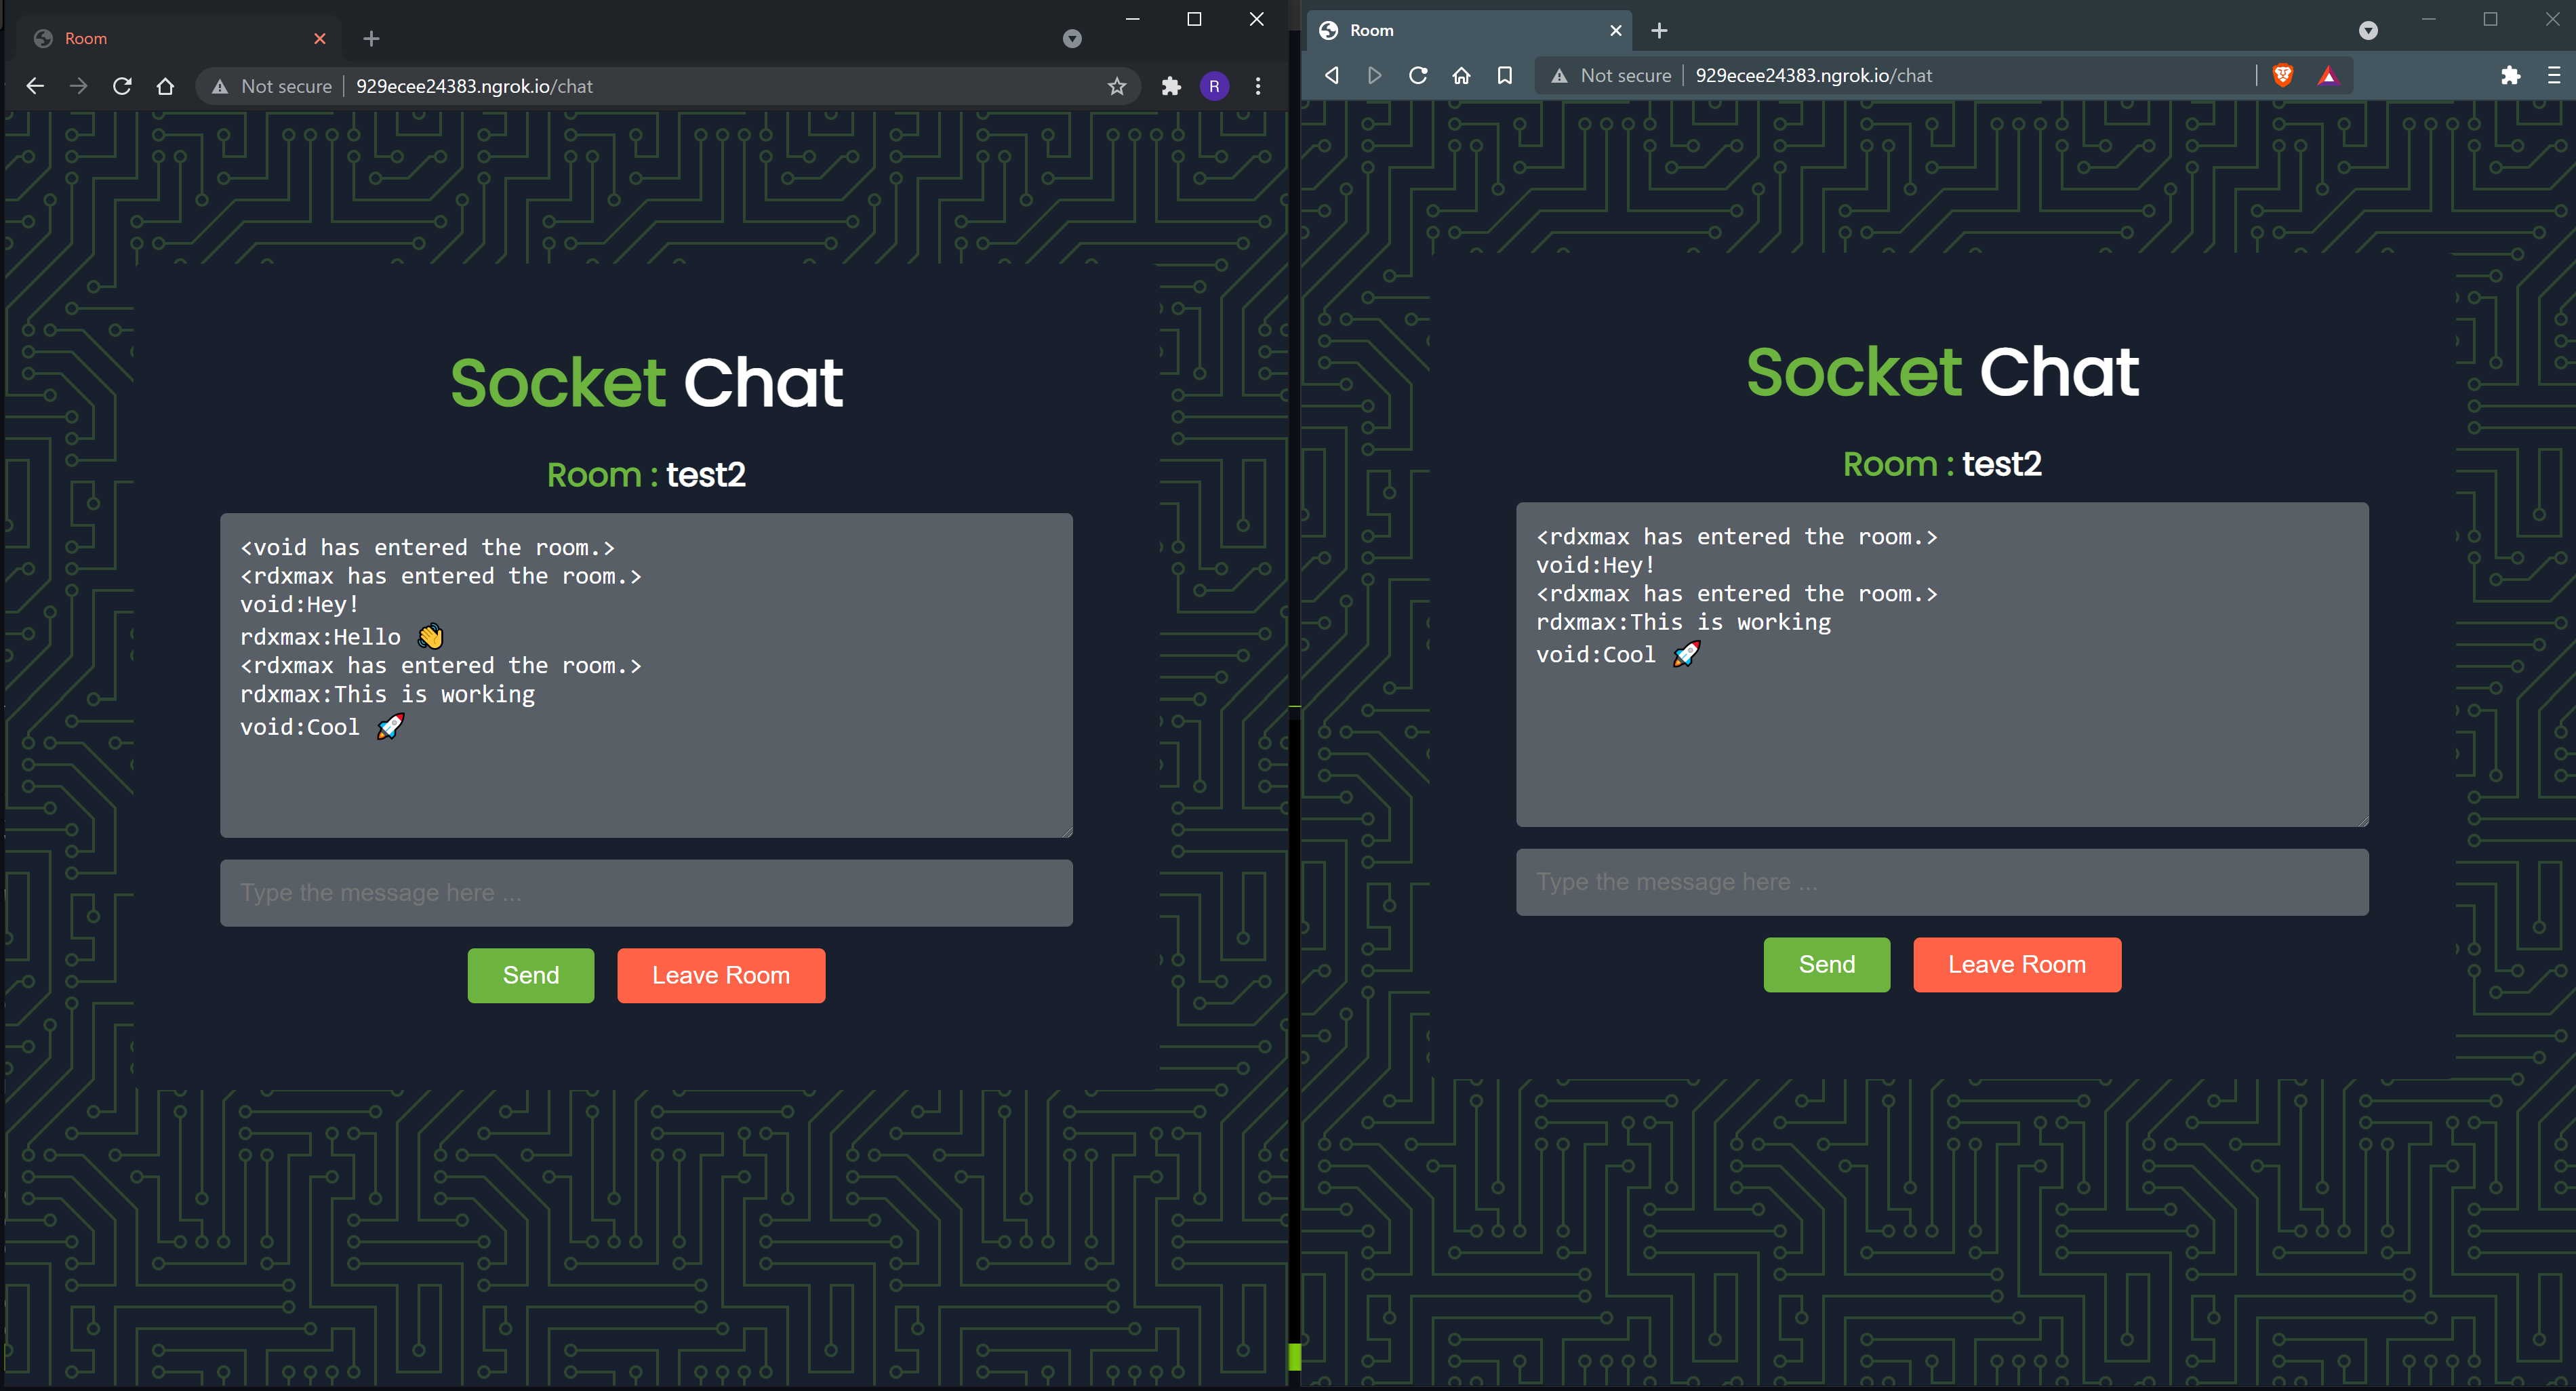 Room
Not secure
929ecee24383.ngrok.io/chat
R
Socket Chat
Room : test2
<void has entered the room.>
<rdxmax has entered the room.>
void:Hey!
rdxmax:Hello 👋
<rdxmax has entered the room.>
rdxmax:This is working
void:Cool 🚀
Type the message here ...
Send
Leave Room
Room
Not secure
929ecee24383.ngrok.io/chat
Socket Chat
Room : test2
<rdxmax has entered the room.>
void:Hey!
<rdxmax has entered the room.>
rdxmax:This is working
void:Cool 🚀
Type the message here ...
Send
Leave Room